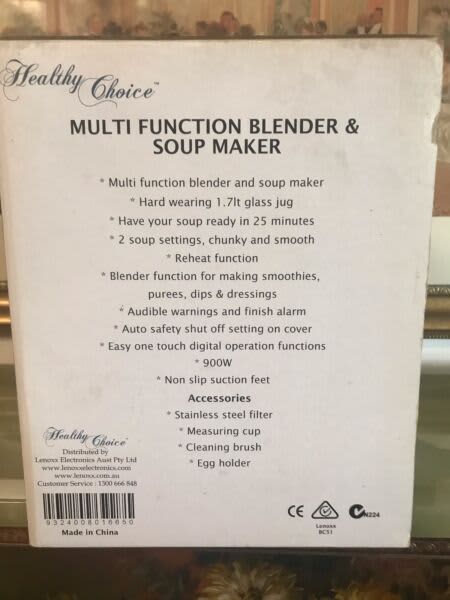 Healthy Choice™
MULTI FUNCTION BLENDER &
SOUP MAKER
* Multi function blender and soup maker
* Hard wearing 1.7lt glass jug
* Have your soup ready in 25 minutes
* 2 soup settings, chunky and smooth
* Reheat function
* Blender function for making smoothies,
purees, dips & dressings
* Audible warnings and finish alarm
* Auto safety shut off setting on cover
* Easy one touch digital operation functions
* 900W
* Non slip suction feet
Accessories
* Stainless steel filter
* Measuring cup
* Cleaning brush
* Egg holder
Healthy Choice
Distributed by
Lenoxx Electronics Aust Pty Ltd
www.lenoxxelectronics.com
www.lenoxx.com.au
Customer Service : 1300 666 848
9324008016650
Made in China
CE
N224
Lenoxx
BC51